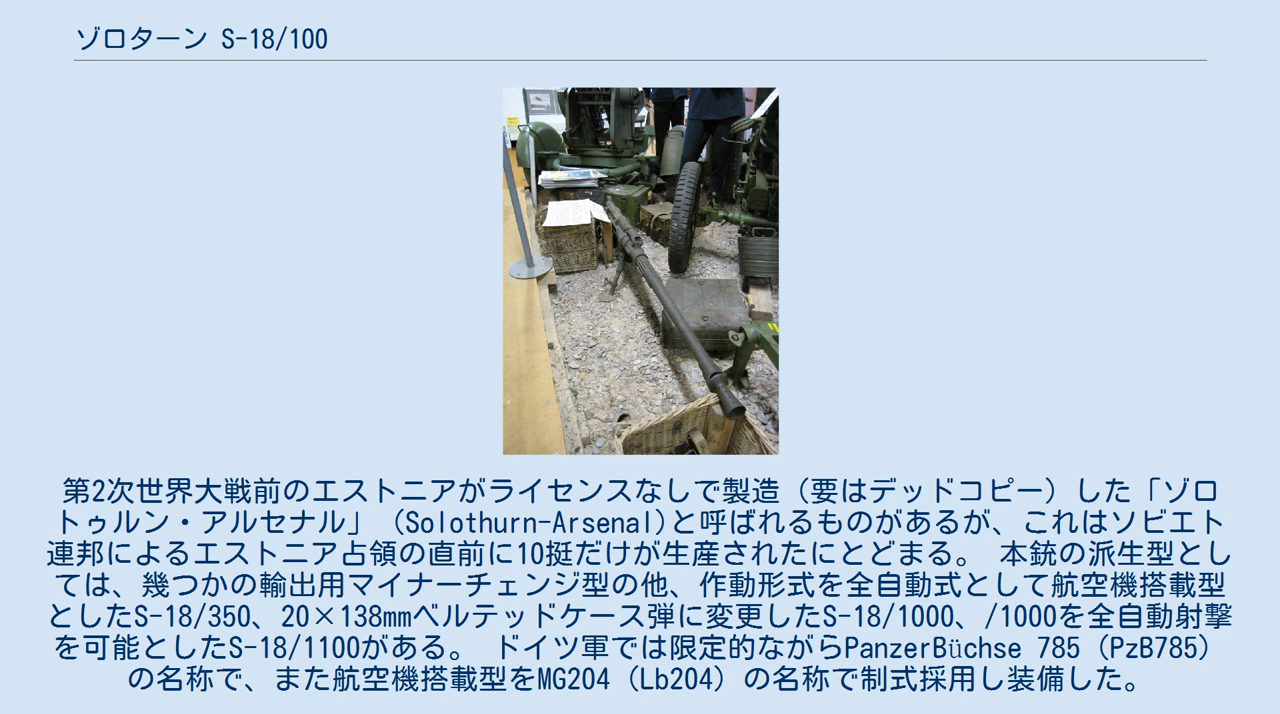 ゾロターン S-18/100
第2次世界大戦前のエストニアがライセンスなしで製造（要はデッドコピー）した「ゾロ
トゥルン・アルセナル」 (Solothurn-Arsenal)と呼ばれるものがあるが、これはソビエト
連邦によるエストニア占領の直前に10挺だけが生産されたにとどまる。 本銃の派生型とし
ては、幾つかの輸出用マイナーチェンジ型の他、作動形式を全自動式として航空機搭載型
としたS-18/350、20×138mmベルテッドケース弾に変更したS-18/1000、/1000を全自動射撃
を可能としたS-18/1100がある。 ドイツ軍では限定的ながらPanzerBüchse 785（PzB785）
の名称で、また航空機搭載型をMG204（Lb204）の名称で制式採用し装備した。